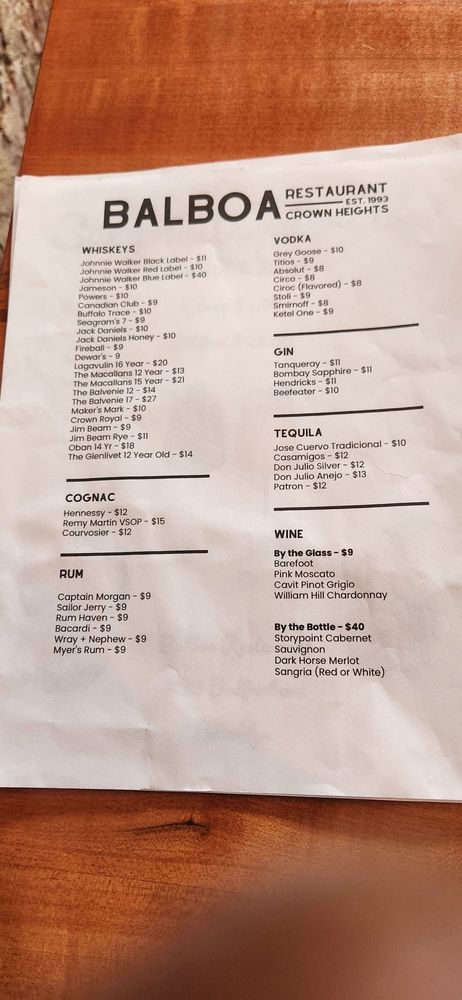 BALBOA
RESTAURANT
EST. 1993
CROWN HEIGHTS
WHISKEYS
Johnnie Walker Black Label - $11
Johnnie Walker Red Label - $10
Johnnie Walker Blue Label - $40
Jameson - $10
Powers - $10
Canadian Club - $9
Buffalo Trace - $10
Seagram's 7 - $9
Jack Daniels - $10
Jack Daniels Honey - $10
Fireball - $9
Dewar's - 9
Lagavulin 16 Year - $20
The Macallans 12 Year - $13
The Macallans 15 Year - $21
The Balvenie 12 - $14
The Balvenie 17 - $27
Maker's Mark - $10
Crown Royal - $9
Jim Beam - $9
Jim Beam Rye - $11
Oban 14 Yr - $18
The Glenlivet 12 Year Old - $14
COGNAC
Hennessy - $12
Remy Martin VSOP - $15
Courvosier - $12
RUM
Captain Morgan - $9
Sailor Jerry - $9
Rum Haven - $9
Bacardi - $9
Wray + Nephew - $9
Myer's Rum - $9
VODKA
Grey Goose - $10
Titios - $9
Absolut - $8
Circo - $8
Ciroc (Flavored) - $8
Stoli - $9
Smirnoff - $8
Ketel One - $9
GIN
Tanqueray - $11
Bombay Sapphire - $11
Hendricks - $11
Beefeater - $10
TEQUILA
Jose Cuervo Tradicional - $10
Casamigos - $12
Don Julio Silver - $12
Don Julio Anejo - $13
Patron - $12
WINE
By the Glass - $9
Barefoot
Pink Moscato
Cavit Pinot Grigio
William Hill Chardonnay
By the Bottle - $40
Storypoint Cabernet
Sauvignon
Dark Horse Merlot
Sangria (Red or White)